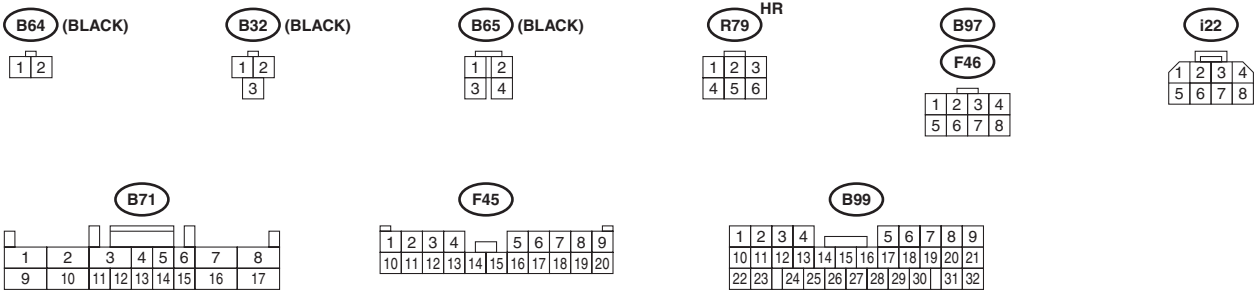 B64 (BLACK)
1 2
B32 (BLACK)
1 2
3
B65 (BLACK)
1 2
3 4
R79 HR
1 2 3
4 5 6
B97
F46
1 2 3 4
5 6 7 8
i22
1 2 3 4
5 6 7 8
B71
1 2 3 4 5 6 7 8
9 10 11 12 13 14 15 16 17
F45
1 2 3 4 5 6 7 8 9
10 11 12 13 14 15 16 17 18 19 20
B99
1 2 3 4 5 6 7 8 9
10 11 12 13 14 15 16 17 18 19 20 21
22 23 24 25 26 27 28 29 30 31 32